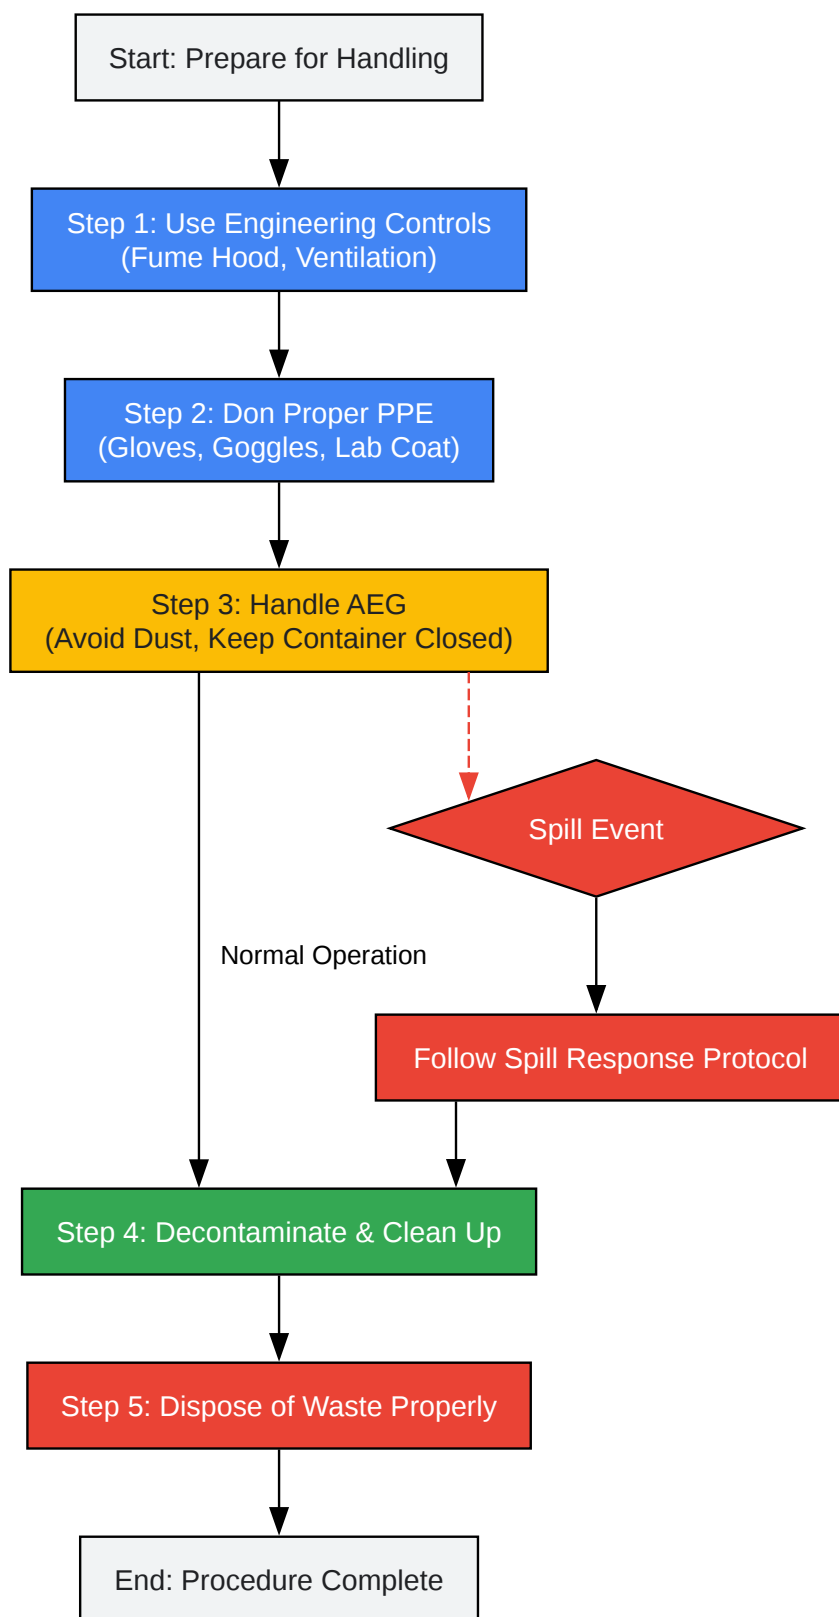 Start: Prepare for Handling
Step 1: Use Engineering Controls
(Fume Hood, Ventilation)
Step 2: Don Proper PPE
(Gloves, Goggles, Lab Coat)
Step 3: Handle AEG
(Avoid Dust, Keep Container Closed)
Spill Event
Normal Operation
Follow Spill Response Protocol
Step 4: Decontaminate & Clean Up
Step 5: Dispose of Waste Properly
End: Procedure Complete